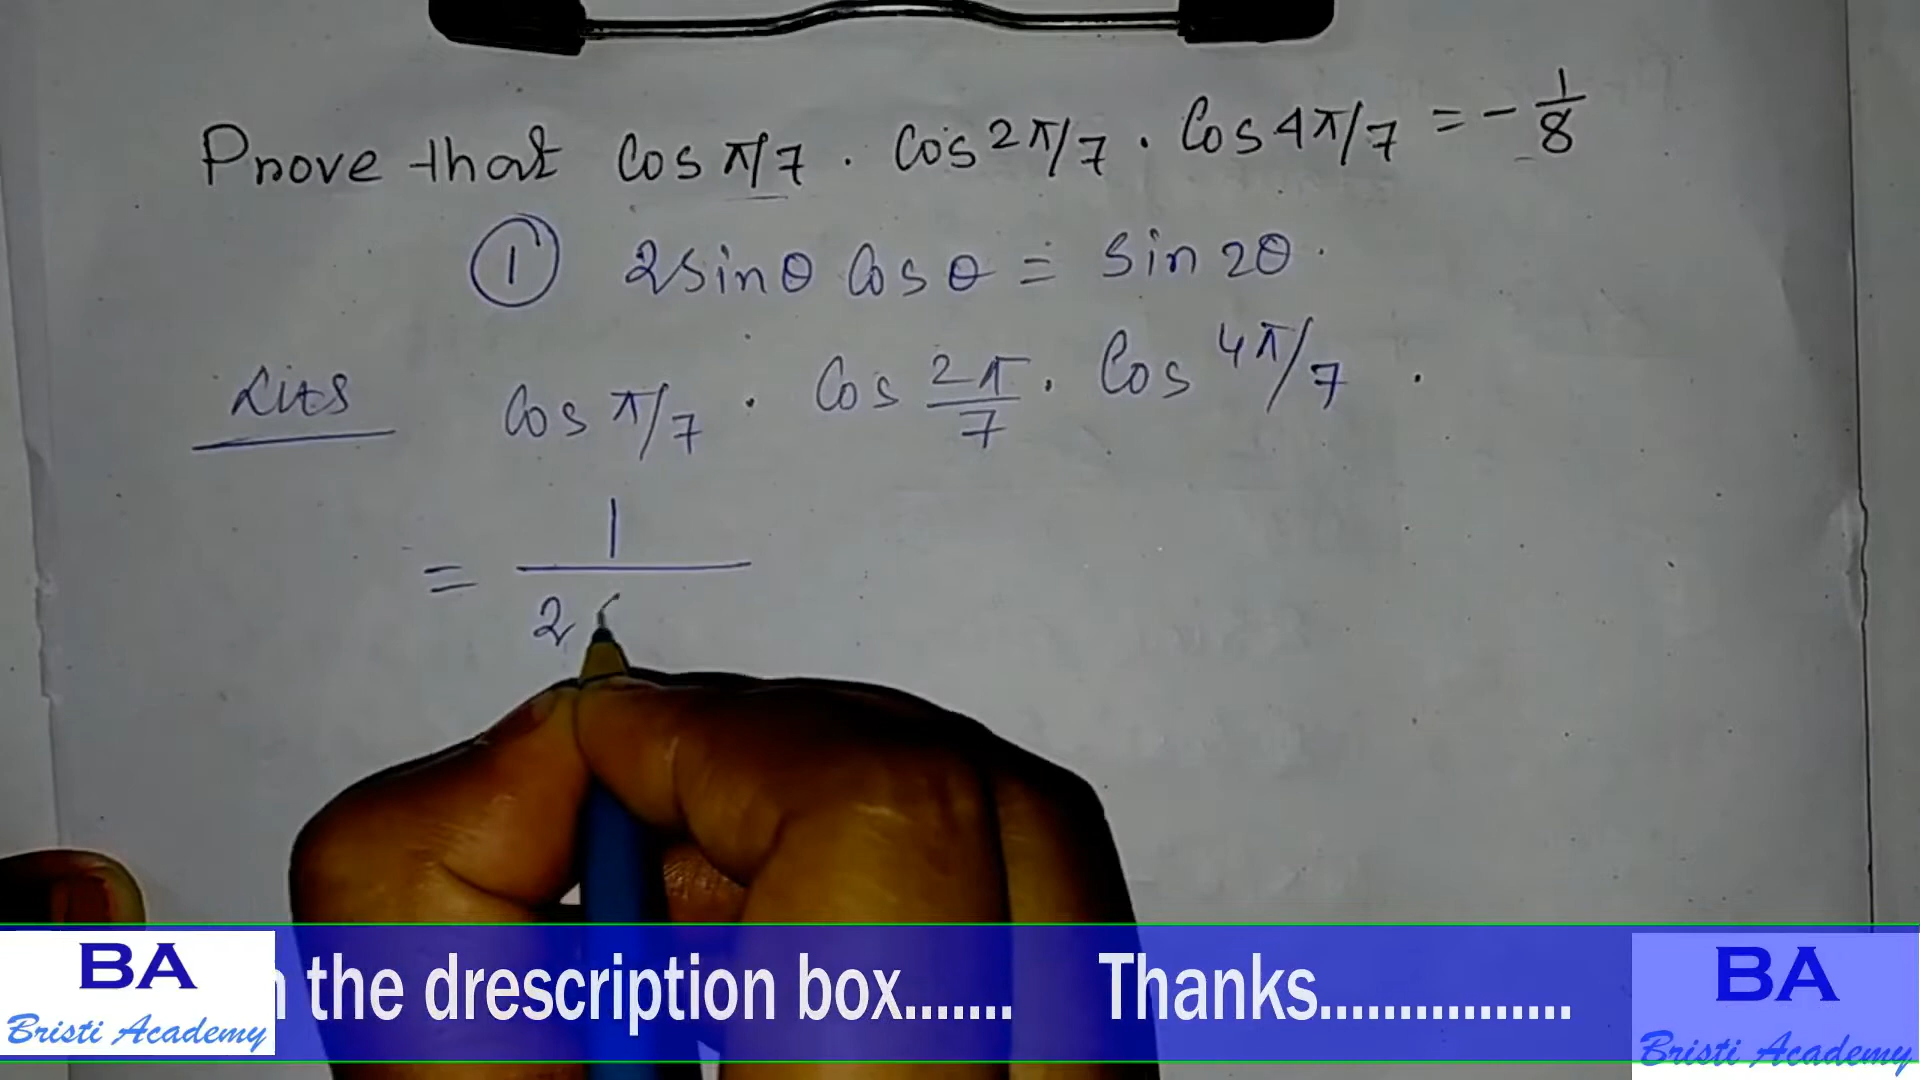 Prove that cos π/7 . cos 2π/7 . cos 4π/7 = - 1/8
① 2sinθ cosθ = sin 2θ.
LHS cos π/7 . cos 2π/7 . cos 4π/7 .
= 1/2
BA the drescription box....... Thanks................ BA
Bristi Academy Bristi Academy